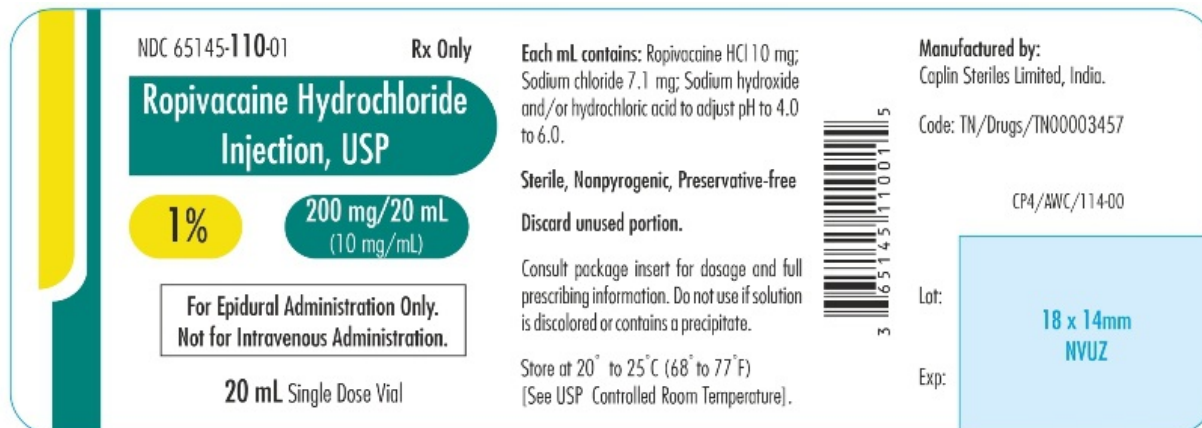 NDC 65145-110-01
Rx Only
Ropivacaine Hydrochloride
Injection, USP
1%
200 mg/20 mL
(10 mg/mL)
For Epidural Administration Only.
Not for Intravenous Administration.
20 mL Single Dose Vial
Each mL contains: Ropivacaine HCl 10 mg;
Sodium chloride 7.1 mg; Sodium hydroxide
and/or hydrochloric acid to adjust pH to 4.0
to 6.0.
Sterile, Nonpyrogenic, Preservative-free
Discard unused portion.
Consult package insert for dosage and full
prescribing information. Do not use if solution
is discolored or contains a precipitate.
Store at 20° to 25°C (68° to 77°F)
[See USP Controlled Room Temperature].
3 65145 11001 5
Manufactured by:
Caplin Steriles Limited, India.
Code: TN/Drugs/TN00003457
CP4/AWC/114-00
Lot:
Exp:
18 x 14mm
NVUZ